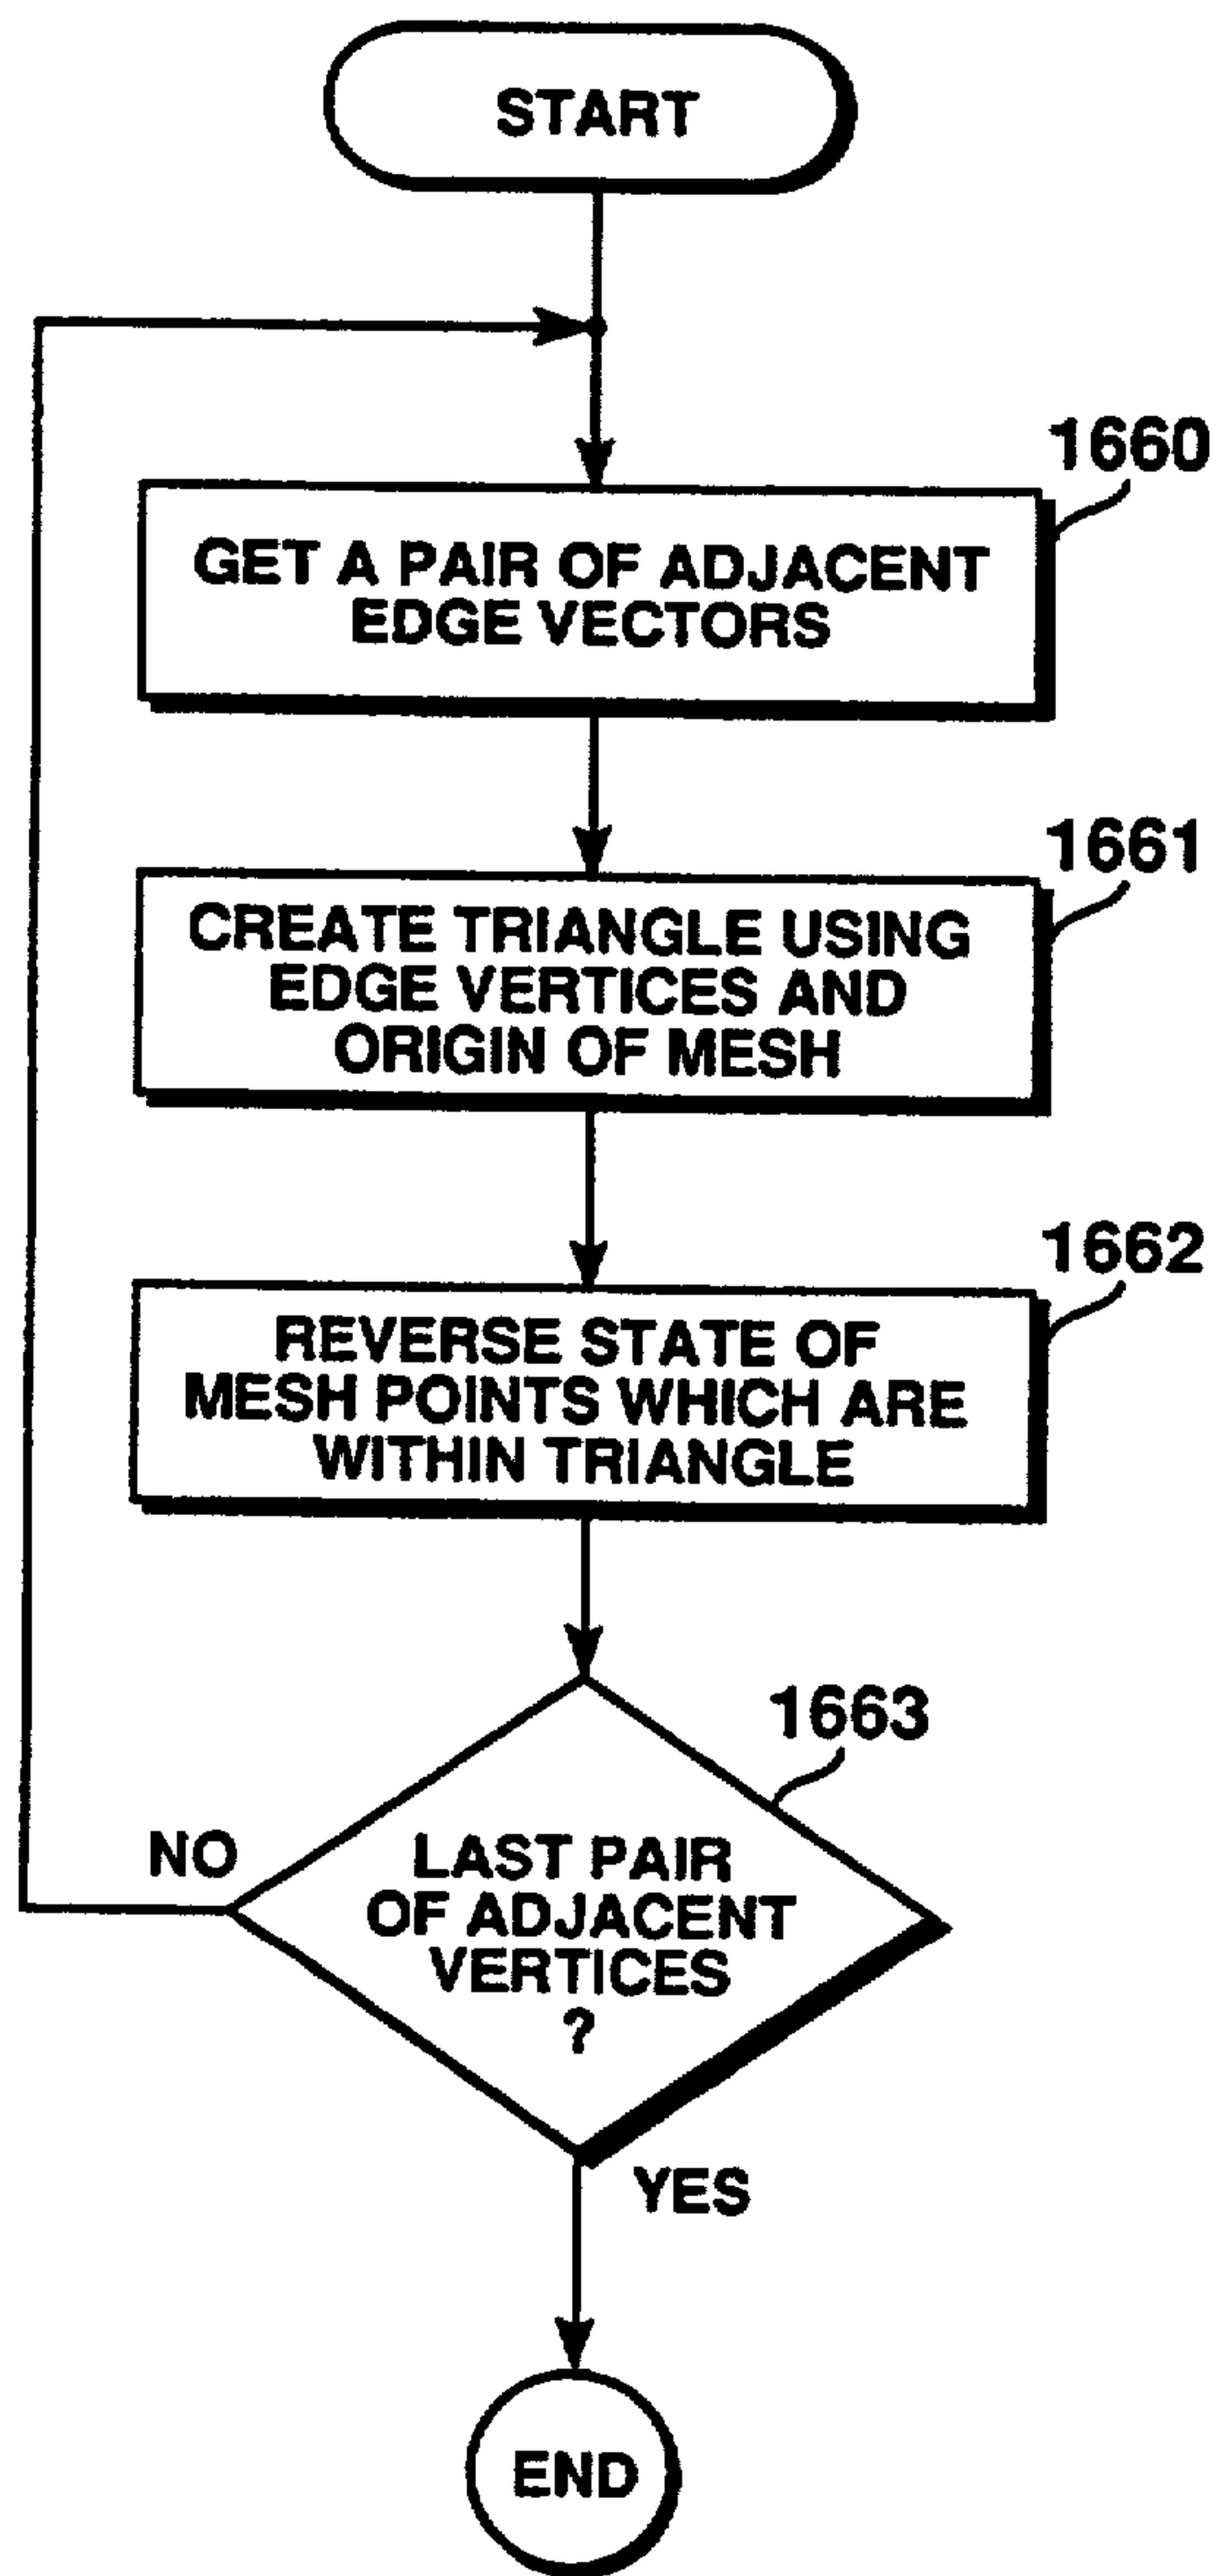 START
1660
GET A PAIR OF ADJACENT
EDGE VECTORS
1661
CREATE TRIANGLE USING
EDGE VERTICES AND
ORIGIN OF MESH
1662
REVERSE STATE OF
MESH POINTS WHICH ARE
WITHIN TRIANGLE
1663
NO
LAST PAIR
OF ADJACENT
VERTICES
?
YES
END